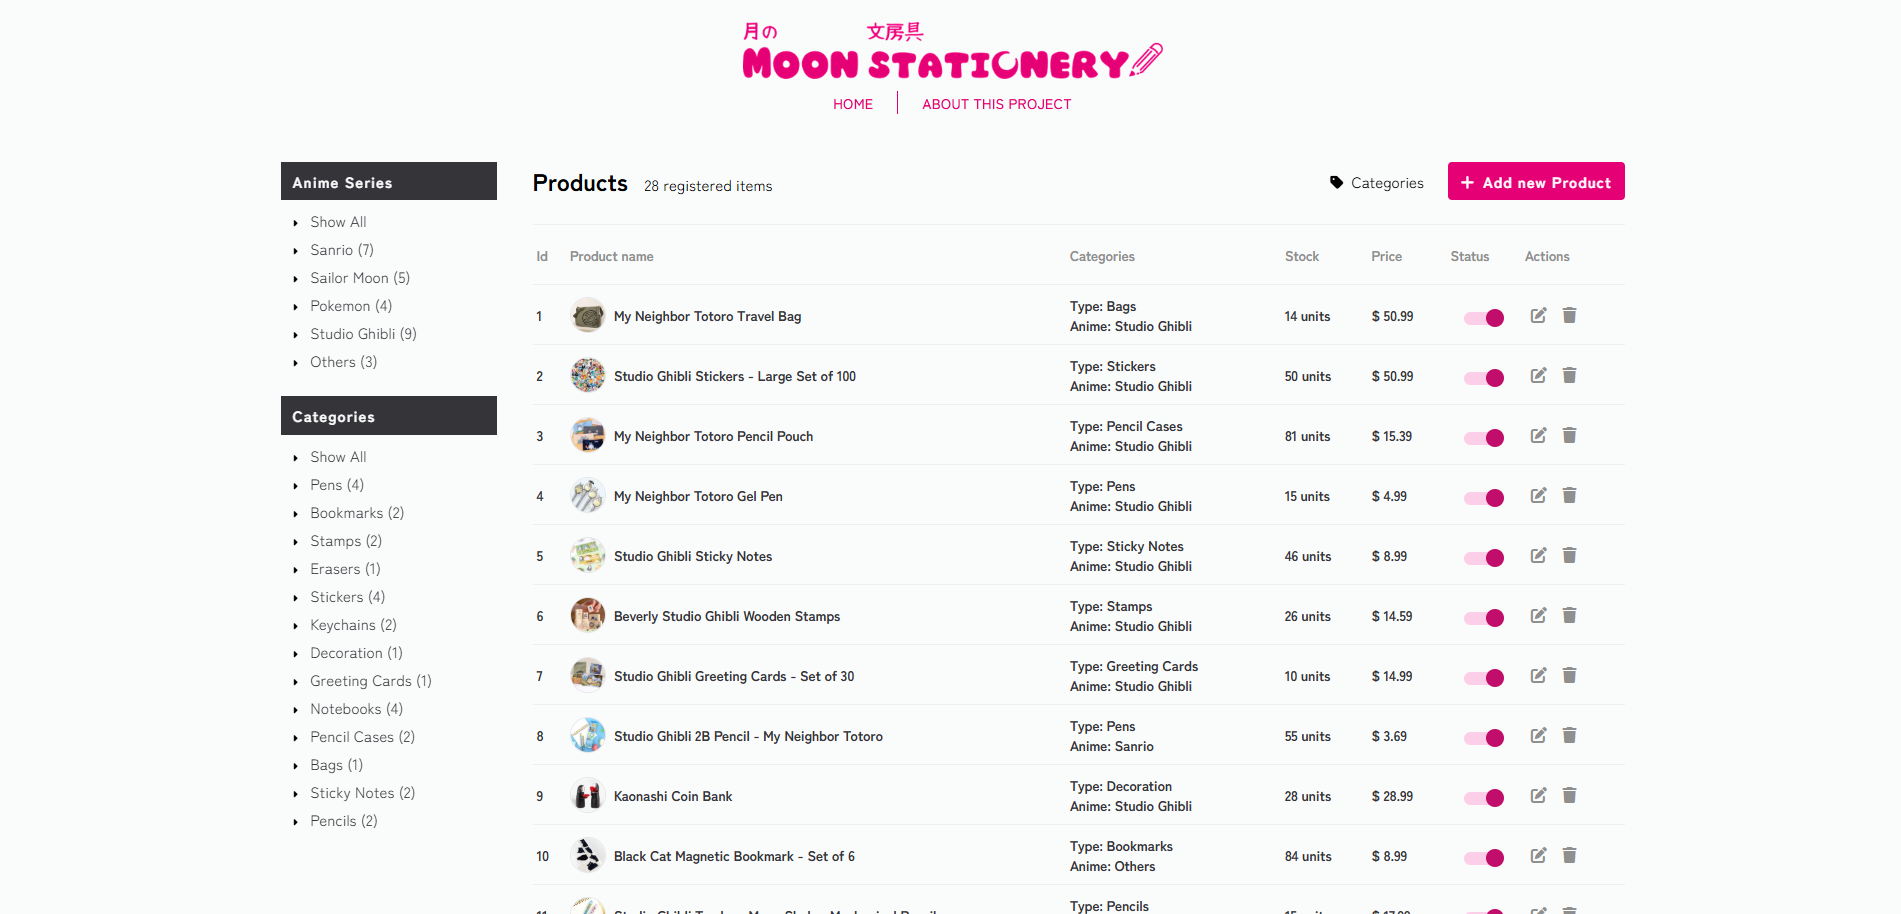 月の 文房具
MOON STATIONERY
HOME
ABOUT THIS PROJECT
Anime Series
Show All
Sanrio (7)
Sailor Moon (5)
Pokemon (4)
Studio Ghibli (9)
Others (3)
Categories
Show All
Pens (4)
Bookmarks (2)
Stamps (2)
Erasers (1)
Stickers (4)
Keychains (2)
Decoration (1)
Greeting Cards (1)
Notebooks (4)
Pencil Cases (2)
Bags (1)
Sticky Notes (2)
Pencils (2)
Products 28 registered items
Categories
+ Add new Product
Id Product name Categories Stock Price Status Actions
1 My Neighbor Totoro Travel Bag
Type: Bags
Anime: Studio Ghibli
14 units $ 50.99
2 Studio Ghibli Stickers - Large Set of 100
Type: Stickers
Anime: Studio Ghibli
50 units $ 50.99
3 My Neighbor Totoro Pencil Pouch
Type: Pencil Cases
Anime: Studio Ghibli
81 units $ 15.39
4 My Neighbor Totoro Gel Pen
Type: Pens
Anime: Studio Ghibli
15 units $ 4.99
5 Studio Ghibli Sticky Notes
Type: Sticky Notes
Anime: Studio Ghibli
46 units $ 8.99
6 Beverly Studio Ghibli Wooden Stamps
Type: Stamps
Anime: Studio Ghibli
26 units $ 14.59
7 Studio Ghibli Greeting Cards - Set of 30
Type: Greeting Cards
Anime: Studio Ghibli
10 units $ 14.99
8 Studio Ghibli 2B Pencil - My Neighbor Totoro
Type: Pens
Anime: Sanrio
55 units $ 3.69
9 Kaonashi Coin Bank
Type: Decoration
Anime: Studio Ghibli
28 units $ 28.99
10 Black Cat Magnetic Bookmark - Set of 6
Type: Bookmarks
Anime: Others
84 units $ 8.99
Type: Pencils